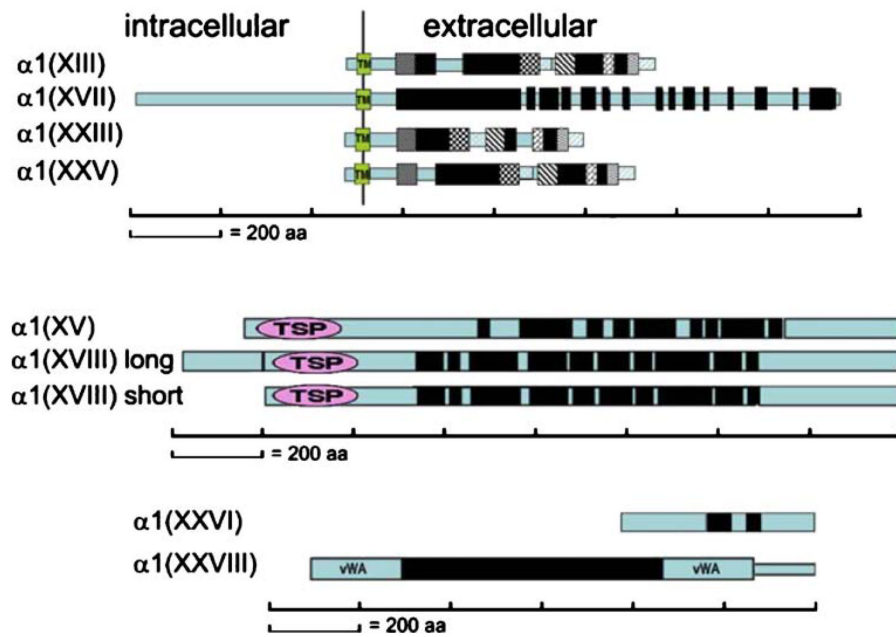 intracellular extracellular
α1(XIII) TM
α1(XVII) TM
α1(XXIII) TM
α1(XXV) TM
= 200 aa
α1(XV) TSP
α1(XVIII) long TSP
α1(XVIII) short TSP
= 200 aa
α1(XXVI)
α1(XXVIII) vWA vWA
= 200 aa